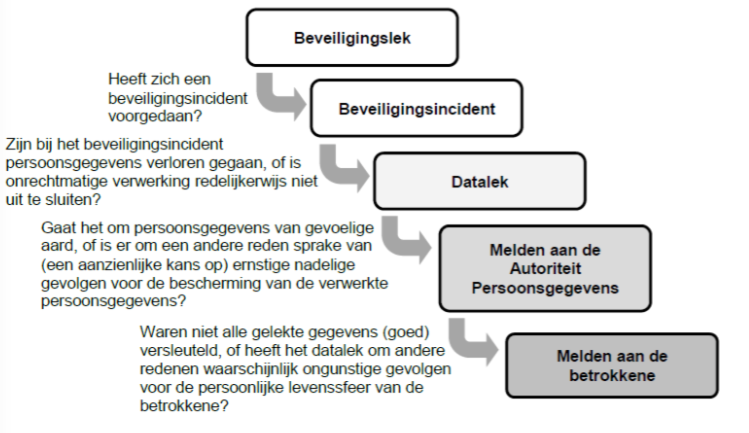 Beveiligingslek
Heeft zich een
beveiligingsincident
voorgedaan?
Beveiligingsincident
Zijn bij het beveiligingsincident
persoonsgegevens verloren gegaan, of is
onrechtmatige verwerking redelijkerwijs niet
uit te sluiten?
Datalek
Gaat het om persoonsgegevens van gevoelige
aard, of is er om een andere reden sprake van
(een aanzienlijke kans op) ernstige nadelige
gevolgen voor de bescherming van de verwerkte
persoonsgegevens?
Melden aan de
Autoriteit
Persoonsgegevens
Waren niet alle gelekte gegevens (goed)
versleuteld, of heeft het datalek om andere
redenen waarschijnlijk ongunstige gevolgen
voor de persoonlijke levenssfeer van de
betrokkene?
Melden aan de
betrokkene